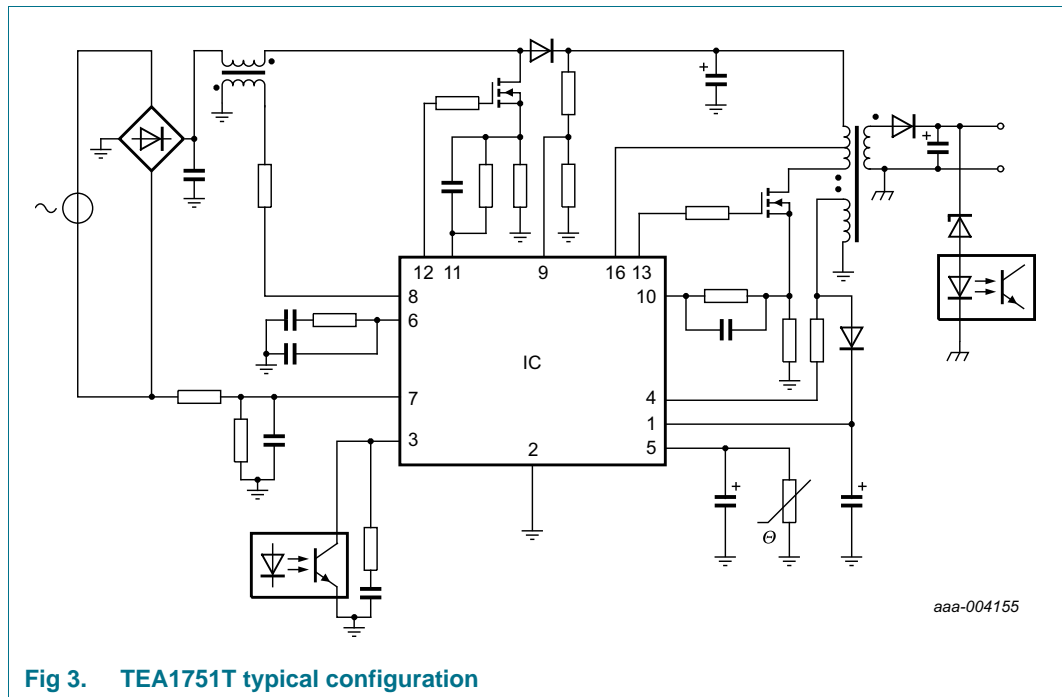 +
+
12 11 9 16 13
8 10
6
IC
7 4
1
3 5
2
+ +
Θ
aaa-004155
Fig 3. TEA1751T typical configuration